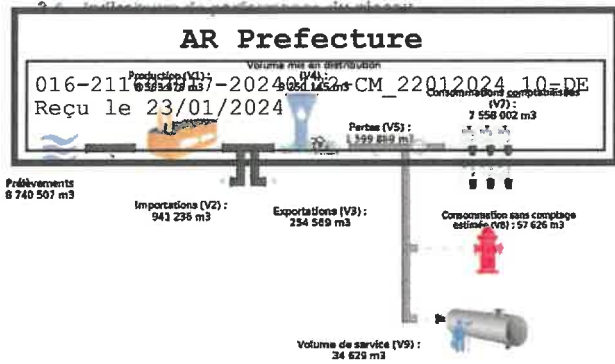 AR Prefecture
Volume mis en distribution
(V4) :
Production (V1) :
016-211
CM_22012024_10-DE
Reçu le 23/01/2024
(V7) :
7 558 002 m3
Pertes (V5) :
Prélèvements
8 740 507 m3
Importations (V2) :
941 236 m3
Exportations (V3) :
254 589 m3
Consommation sans comptage
estimée (V8) : 57 626 m3
Volume de service (V9) :
34 629 m3